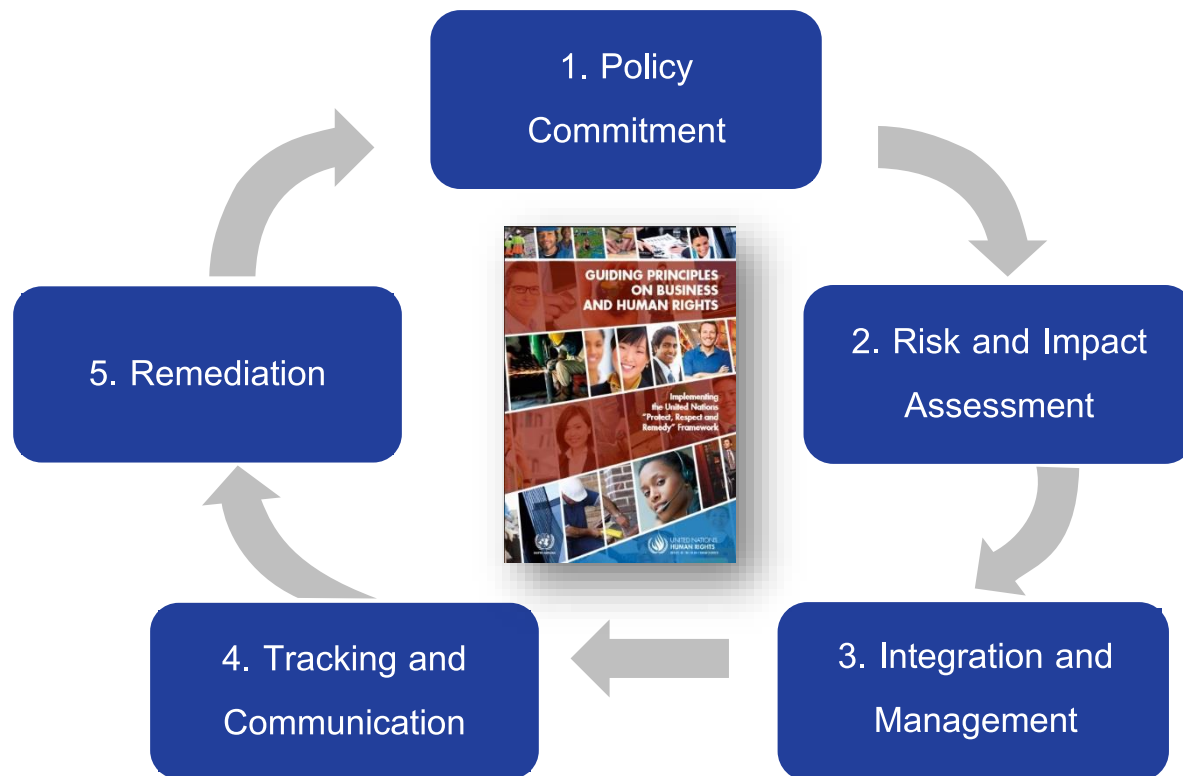 1. Policy
Commitment
2. Risk and Impact
Assessment
3. Integration and
Management
4. Tracking and
Communication
5. Remediation
GUIDING PRINCIPLES
ON BUSINESS
AND HUMAN RIGHTS
Implementing
the United Nations
"Protect, Respect and
Remedy" Framework
UNITED NATIONS
HUMAN RIGHTS